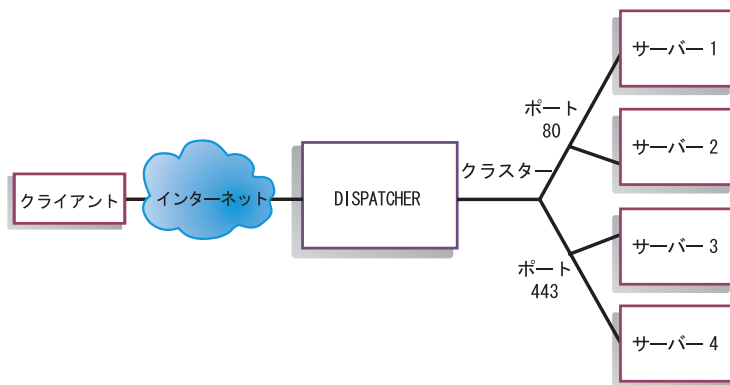 クライアント
インターネット
DISPATCHER
クラスター
ポート
80
ポート
443
サーバー 1
サーバー 2
サーバー 3
サーバー 4